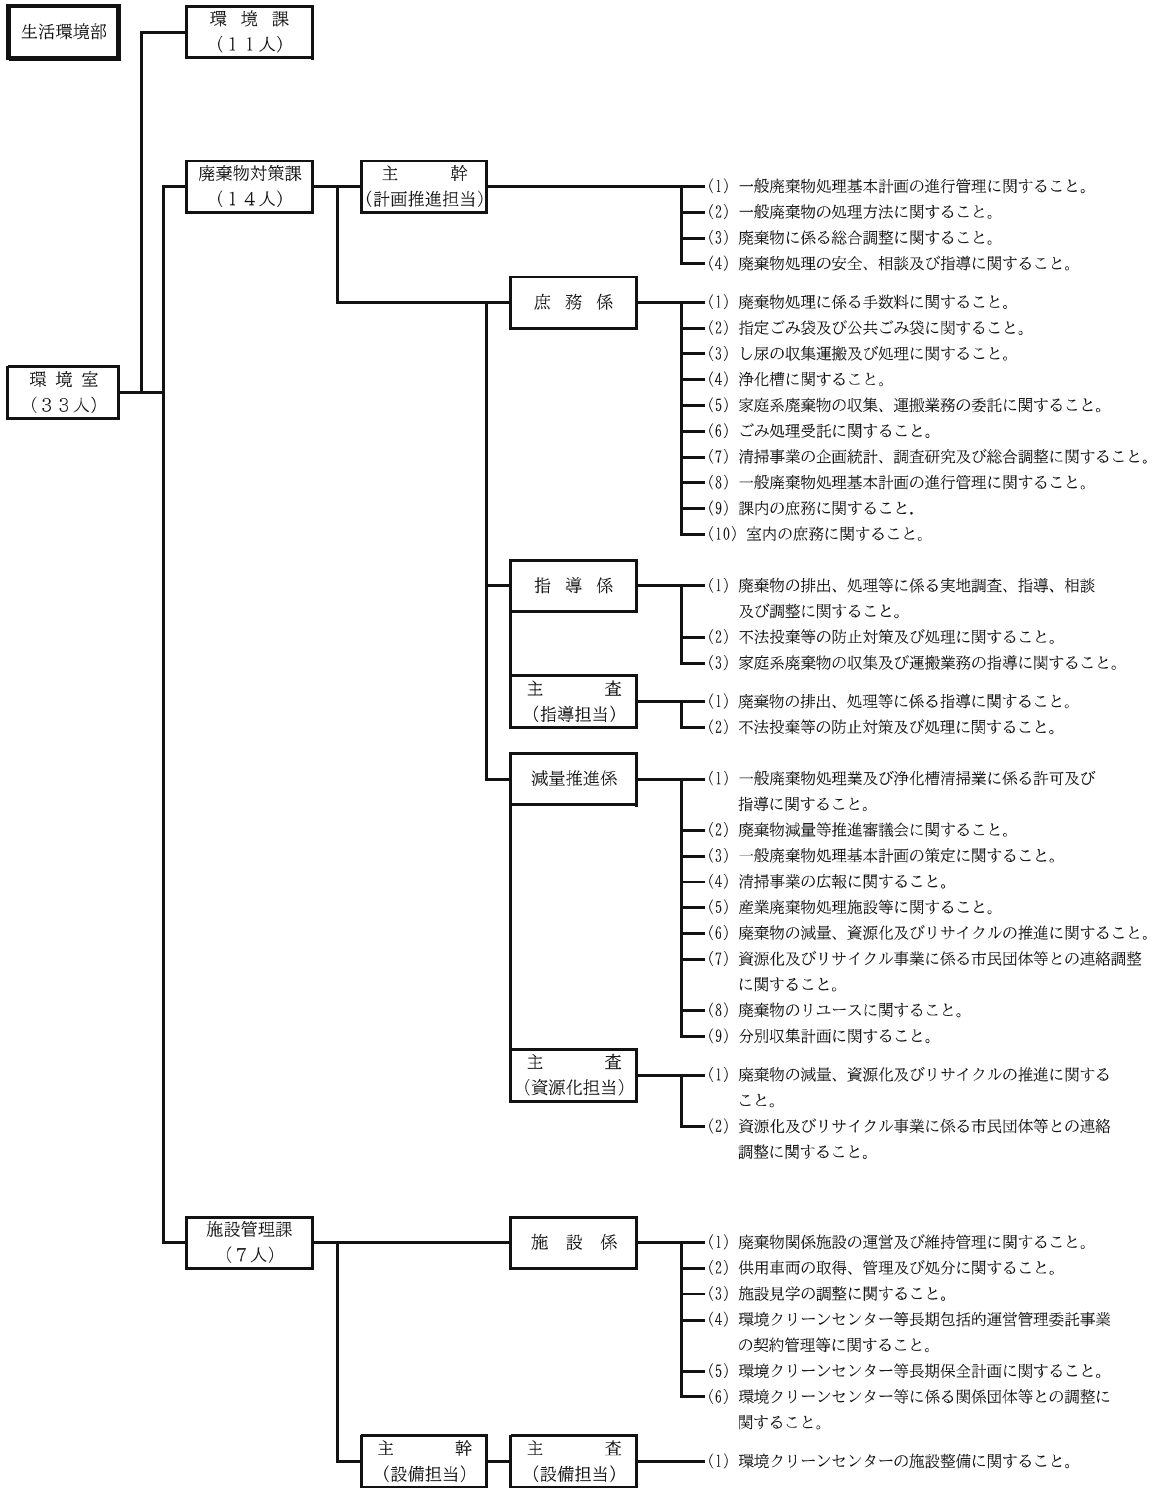 生活環境部
環境課
（１１人）
廃棄物対策課
（１４人）
主幹
（計画推進担当）
(1) 一般廃棄物処理基本計画の進行管理に関すること。
(2) 一般廃棄物の処理方法に関すること。
(3) 廃棄物に係る総合調整に関すること。
(4) 廃棄物処理の安全、相談及び指導に関すること。
庶務係
(1) 廃棄物処理に係る手数料に関すること。
(2) 指定ごみ袋及び公共ごみ袋に関すること。
(3) し尿の収集運搬及び処理に関すること。
(4) 浄化槽に関すること。
環境室
（３３人）
(5) 家庭系廃棄物の収集、運搬業務の委託に関すること。
(6) ごみ処理受託に関すること。
(7) 清掃事業の企画統計、調査研究及び総合調整に関すること。
(8) 一般廃棄物処理基本計画の進行管理に関すること。
(9) 課内の庶務に関すること．
(10) 室内の庶務に関すること。
指導係
(1) 廃棄物の排出、処理等に係る実地調査、指導、相談
及び調整に関すること。
(2) 不法投棄等の防止対策及び処理に関すること。
(3) 家庭系廃棄物の収集及び運搬業務の指導に関すること。
主査
（指導担当）
(1) 廃棄物の排出、処理等に係る指導に関すること。
(2) 不法投棄等の防止対策及び処理に関すること。
減量推進係
(1) 一般廃棄物処理業及び浄化槽清掃業に係る許可及び
指導に関すること。
(2) 廃棄物減量等推進審議会に関すること。
(3) 一般廃棄物処理基本計画の策定に関すること。
(4) 清掃事業の広報に関すること。
(5) 産業廃棄物処理施設等に関すること。
(6) 廃棄物の減量、資源化及びリサイクルの推進に関すること。
(7) 資源化及びリサイクル事業に係る市民団体等との連絡調整
に関すること。
(8) 廃棄物のリユースに関すること。
(9) 分別収集計画に関すること。
主査
（資源化担当）
(1) 廃棄物の減量、資源化及びリサイクルの推進に関する
こと。
(2) 資源化及びリサイクル事業に係る市民団体等との連絡
調整に関すること。
施設管理課
（７人）
施設係
(1) 廃棄物関係施設の運営及び維持管理に関すること。
(2) 供用車両の取得、管理及び処分に関すること。
(3) 施設見学の調整に関すること。
(4) 環境クリーンセンター等長期包括的運営管理委託事業
の契約管理等に関すること。
(5) 環境クリーンセンター等長期保全計画に関すること。
(6) 環境クリーンセンター等に係る関係団体等との調整に
関すること。
主幹
（設備担当）
主査
（設備担当）
(1) 環境クリーンセンターの施設整備に関すること。